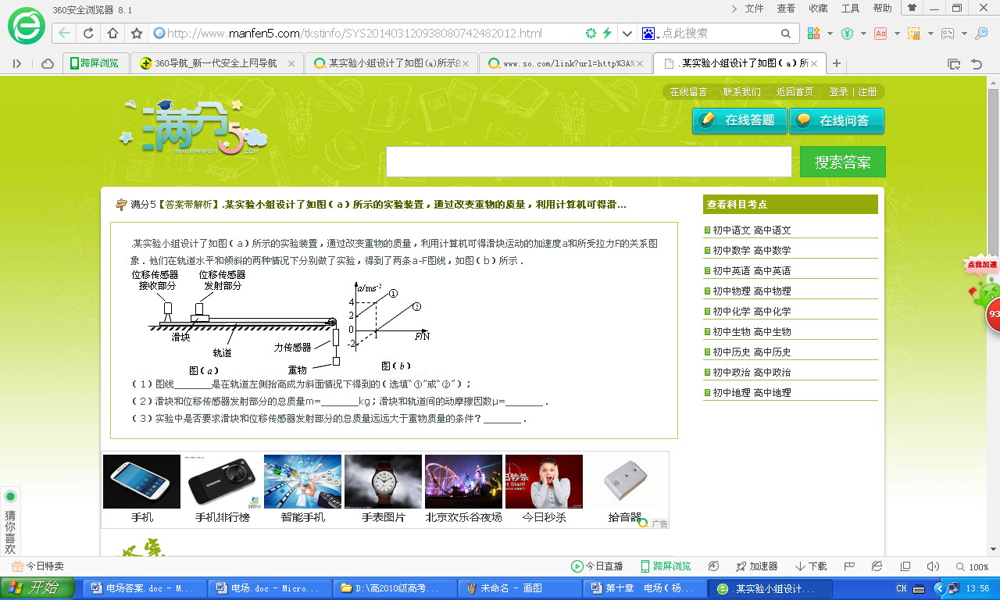 360安全浏览器 8.1
文件 查看 收藏 工具 帮助
http://www.manfen5.com/tkstinfo/SYS201403120938080742482012.html
点此搜索
跨屏浏览
360导航_新一代安全上网导航
.某实验小组设计了如图(a)所示的
www.so.com/link?url=http%3A%
.某实验小组设计了如图(a)所
在线留言 联系我们 返回首页 登录 | 注册
满分5
WWW.MANFEN5.COM
在线答题
在线问答
搜索答案
满分5【答案带解析】.某实验小组设计了如图(a)所示的实验装置,通过改变重物的质量,利用计算机可得滑...
.某实验小组设计了如图(a)所示的实验装置,通过改变重物的质量,利用计算机可得滑块运动的加速度a和所受拉力F的关系图
象.他们在轨道水平和倾斜的两种情况下分别做了实验,得到了两条a-F图线,如图(b)所示.
位移传感器
接收部分
位移传感器
发射部分
滑块
轨道
力传感器
重物
图(a)
a/ms⁻²
①
②
4
2
0
-2
1
F/N
图(b)
(1)图线_______是在轨道左侧抬高成为斜面情况下得到的(选填"①"或"②");
(2)滑块和位移传感器发射部分的总质量m=_______kg;滑块和轨道间的动摩擦因数μ=_______.
(3)实验中是否要求滑块和位移传感器发射部分的总质量远远大于重物质量的条件?_______.
查看科目考点
初中语文 高中语文
初中数学 高中数学
初中英语 高中英语
初中物理 高中物理
初中化学 高中化学
初中生物 高中生物
初中历史 高中历史
初中政治 高中政治
初中地理 高中地理
点我加速
93
手机
手机排行榜
智能手机
手表图片
北京欢乐谷夜场
今日秒杀
拾音器
广告
猜你喜欢
今日特卖
今日直播
跨屏浏览
加速器
下载
100%
开始
电场答案.doc - M...
电场.doc - Micro...
D:\高2010级高考...
未命名 - 画图
第十章 电场(杨...
.某实验小组设计...
CH
13:56